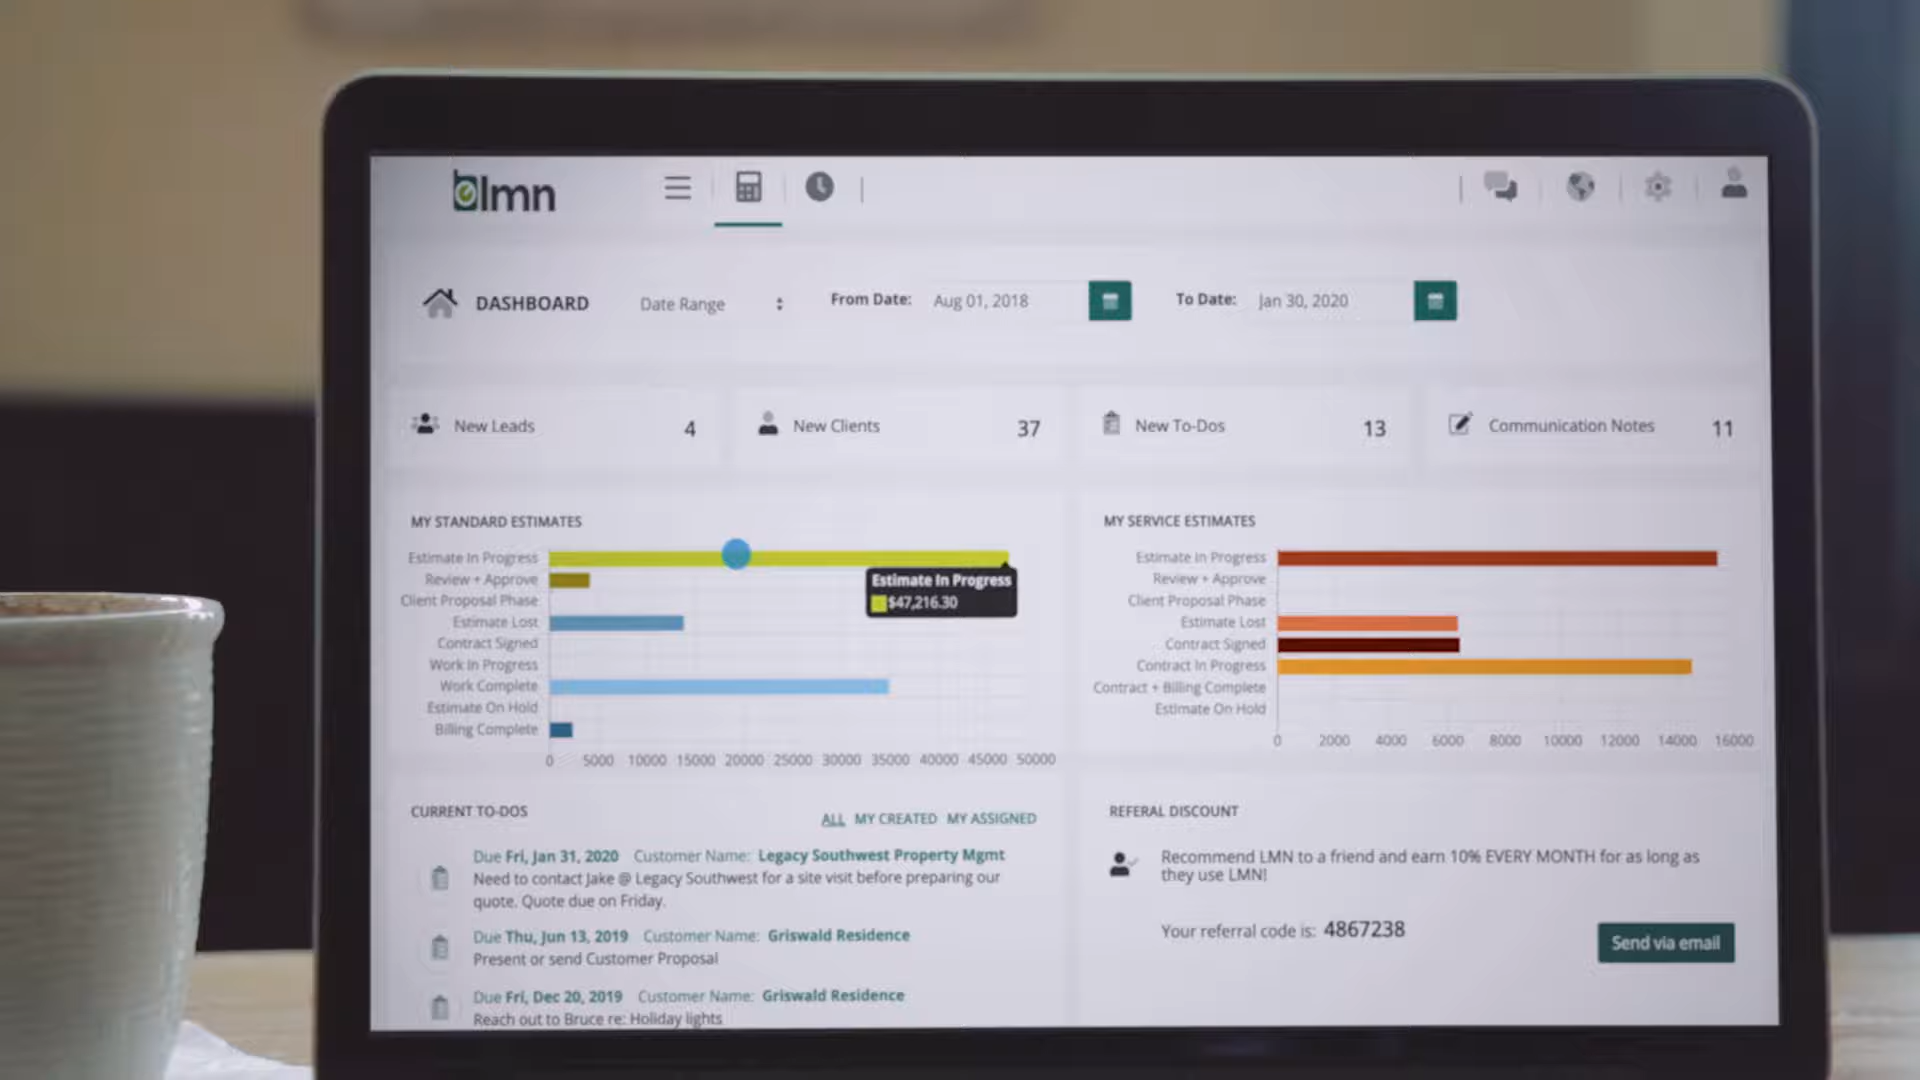 lmn
DASHBOARD
Date Range
From Date: Aug 01, 2018
To Date: Jan 30, 2020
New Leads 4
New Clients 37
New To-Dos 13
Communication Notes 11
MY STANDARD ESTIMATES
Estimate In Progress
Review + Approve
Client Proposal Phase
Estimate Lost
Contract Signed
Work In Progress
Work Complete
Estimate On Hold
Billing Complete
Estimate In Progress
$47,216.30
0 5000 10000 15000 20000 25000 30000 35000 40000 45000 50000
MY SERVICE ESTIMATES
Estimate In Progress
Review + Approve
Client Proposal Phase
Estimate Lost
Contract Signed
Contract In Progress
Contract + Billing Complete
Estimate On Hold
0 2000 4000 6000 8000 10000 12000 14000 16000
CURRENT TO-DOS
ALL MY CREATED MY ASSIGNED
Due Fri, Jan 31, 2020 Customer Name: Legacy Southwest Property Mgmt
Need to contact Jake @ Legacy Southwest for a site visit before preparing our
quote. Quote due on Friday.
Due Thu, Jun 13, 2019 Customer Name: Griswald Residence
Present or send Customer Proposal
Due Fri, Dec 20, 2019 Customer Name: Griswald Residence
Reach out to Bruce re: Holiday lights
REFERAL DISCOUNT
Recommend LMN to a friend and earn 10% EVERY MONTH for as long as
they use LMN!
Your referral code is: 4867238
Send via email